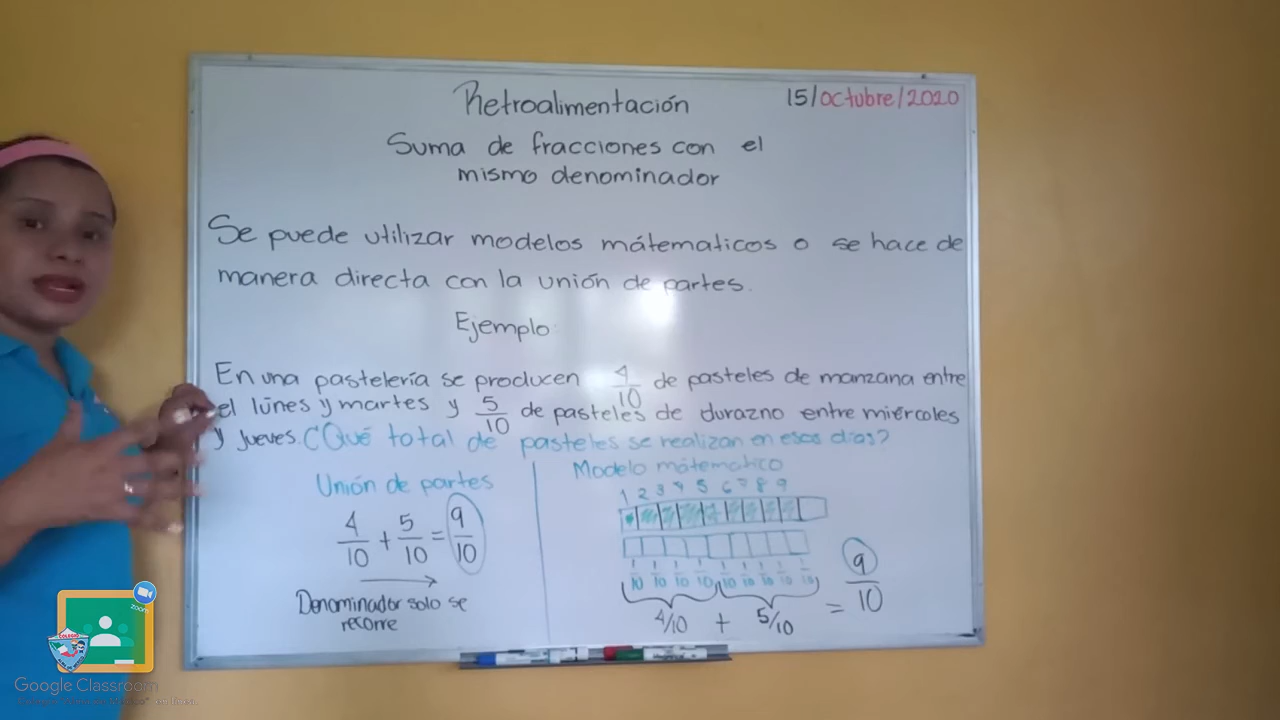 Retroalimentación
15/octubre/2020
Suma de fracciones con el
mismo denominador
Se puede utilizar modelos mátematicos o se hace de
manera directa con la unión de partes.
Ejemplo:
En una pastelería se producen 4/10 de pasteles de manzana entre
el lúnes y martes y 5/10 de pasteles de durazno entre miércoles
y jueves. ¿Qué total de pasteles se realizan en esos días?
Unión de partes
4/10 + 5/10 = 9/10
Denominador solo se
recorre
Modelo mátematico
1 2 3 4 5 6 7 8 9
1/10 1/10 1/10 1/10 1/10 1/10 1/10 1/10 1/10
4/10 + 5/10 = 9/10
zoom
COLEGIO
Google Classroom
en línea.